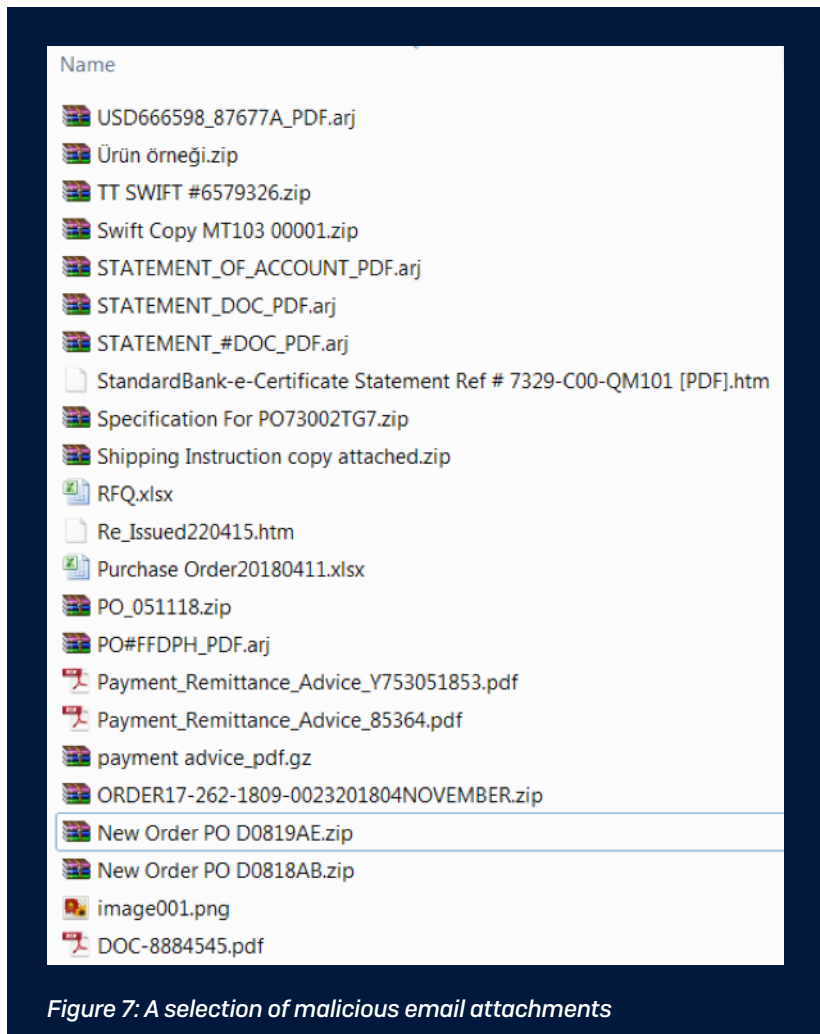 Name
USD666598_87677A_PDF.arj
Ürün örneği.zip
TT SWIFT #6579326.zip
Swift Copy MT103 00001.zip
STATEMENT_OF_ACCOUNT_PDF.arj
STATEMENT_DOC_PDF.arj
STATEMENT_#DOC_PDF.arj
StandardBank-e-Certificate Statement Ref # 7329-C00-QM101 [PDF].htm
Specification For PO73002TG7.zip
Shipping Instruction copy attached.zip
RFQ.xlsx
Re_Issued220415.htm
Purchase Order20180411.xlsx
PO_051118.zip
PO#FFDPH_PDF.arj
Payment_Remittance_Advice_Y753051853.pdf
Payment_Remittance_Advice_85364.pdf
payment advice_pdf.gz
ORDER17-262-1809-0023201804NOVEMBER.zip
New Order PO D0819AE.zip
New Order PO D0818AB.zip
image001.png
DOC-8884545.pdf
Figure 7: A selection of malicious email attachments